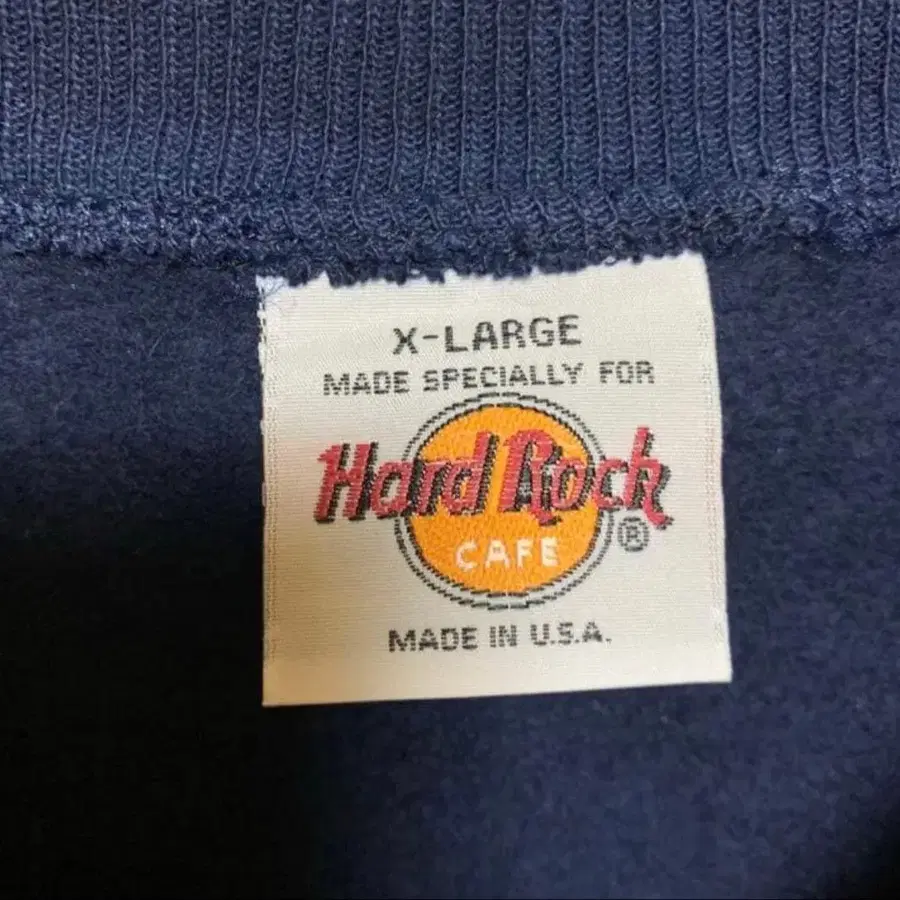 X-LARGE
MADE SPECIALLY FOR
Hard Rock
®
CAFE
MADE IN U.S.A.